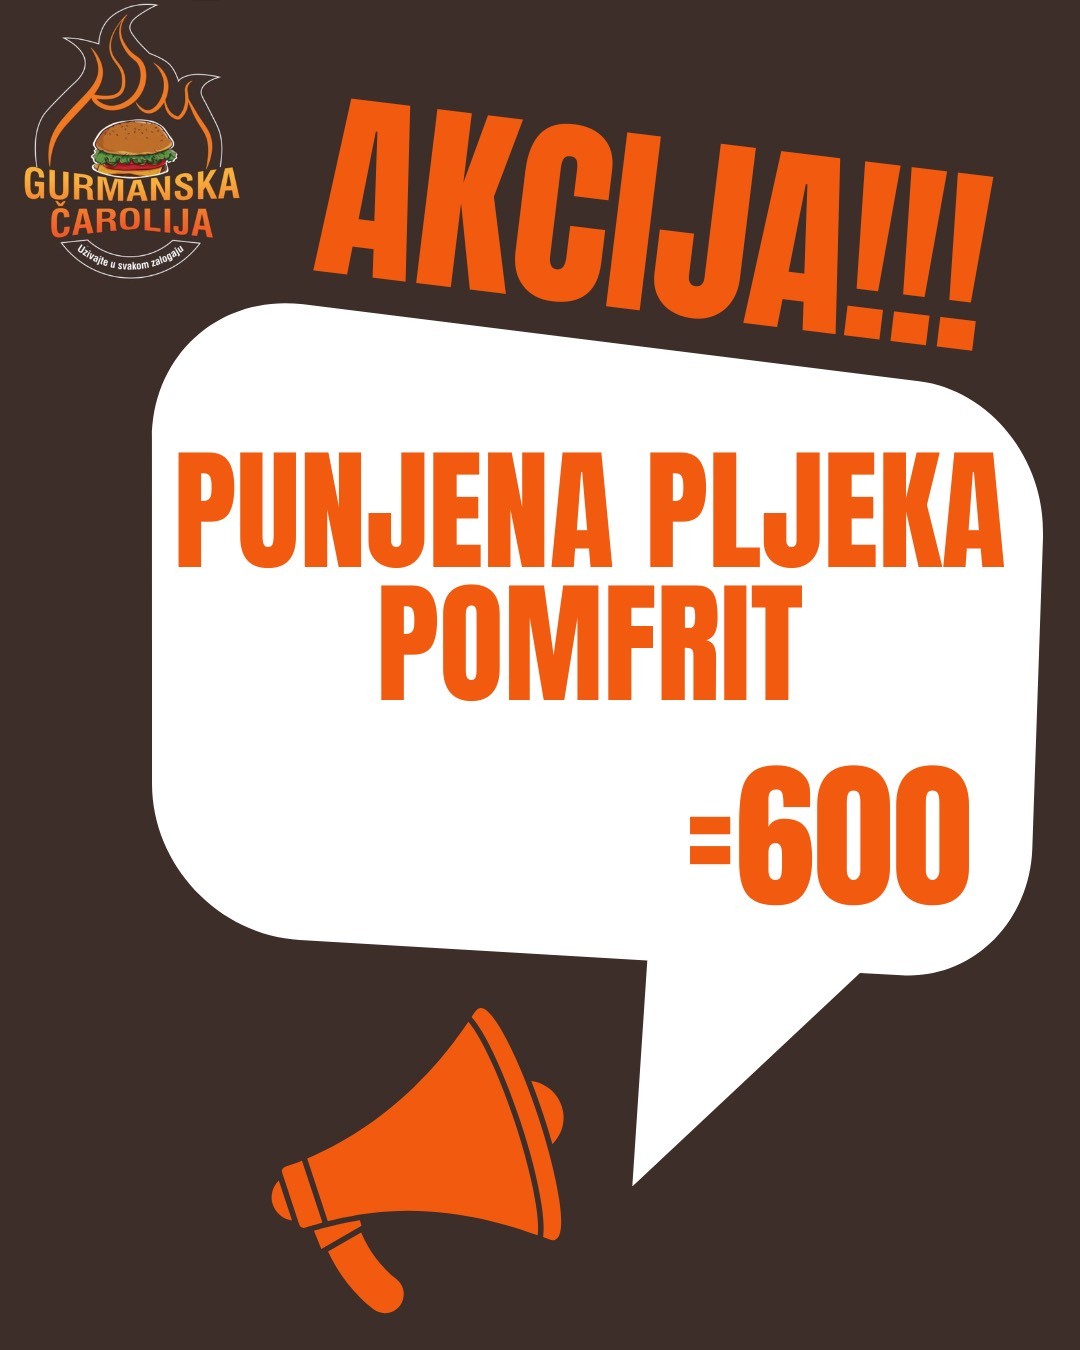 GURMANSKA
ČAROLIJA
Uživajte u svakom zalogaju
AKCIJA!!!
PUNJENA PLJEKA
POMFRIT
=600